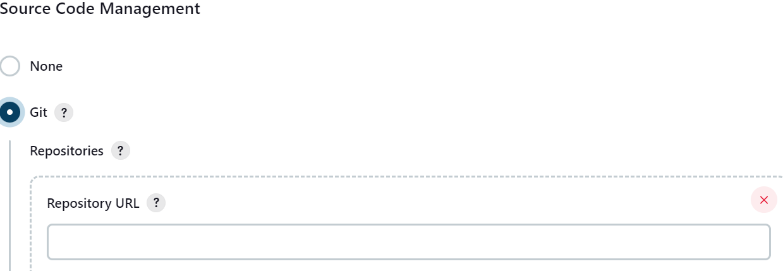 Source Code Management
None
Git ?
Repositories ?
Repository URL ?